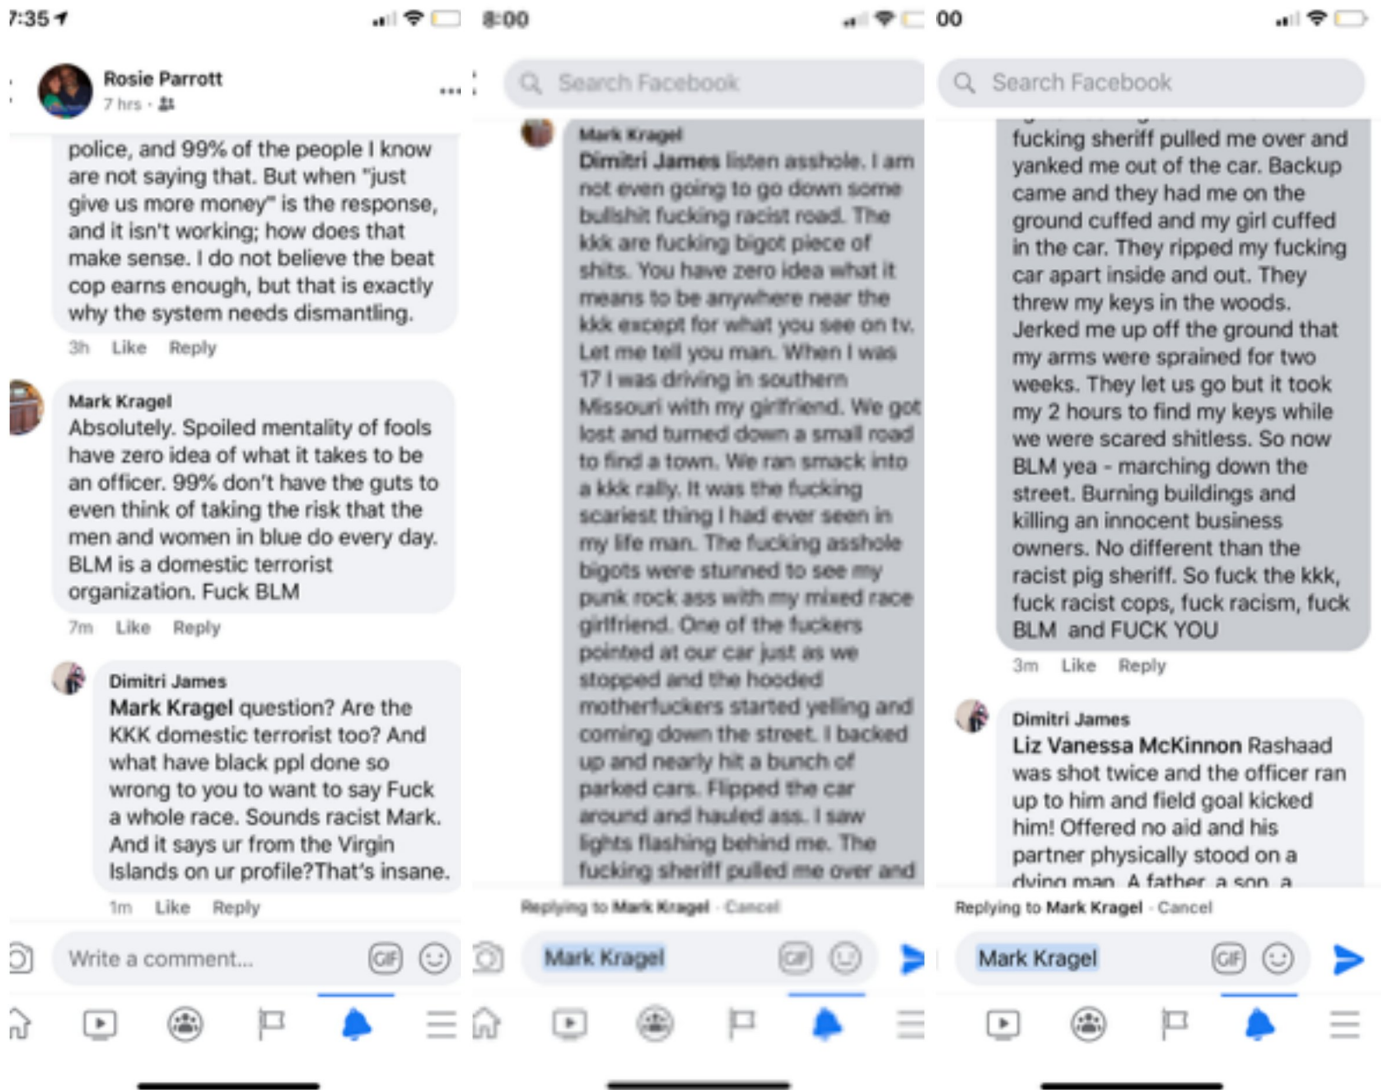 7:35
Rosie Parrott
7 hrs ·
police, and 99% of the people I know
are not saying that. But when "just
give us more money" is the response,
and it isn't working; how does that
make sense. I do not believe the beat
cop earns enough, but that is exactly
why the system needs dismantling.
3h Like Reply
Mark Kragel
Absolutely. Spoiled mentality of fools
have zero idea of what it takes to be
an officer. 99% don't have the guts to
even think of taking the risk that the
men and women in blue do every day.
BLM is a domestic terrorist
organization. Fuck BLM
7m Like Reply
Dimitri James
Mark Kragel question? Are the
KKK domestic terrorist too? And
what have black ppl done so
wrong to you to want to say Fuck
a whole race. Sounds racist Mark.
And it says ur from the Virgin
Islands on ur profile?That's insane.
1m Like Reply
Write a comment...
GIF
8:00
Search Facebook
Mark Kragel
Dimitri James listen asshole. I am
not even going to go down some
bullshit fucking racist road. The
kkk are fucking bigot piece of
shits. You have zero idea what it
means to be anywhere near the
kkk except for what you see on tv.
Let me tell you man. When I was
17 I was driving in southern
Missouri with my girlfriend. We got
lost and turned down a small road
to find a town. We ran smack into
a kkk rally. It was the fucking
scariest thing I had ever seen in
my life man. The fucking asshole
bigots were stunned to see my
punk rock ass with my mixed race
girlfriend. One of the fuckers
pointed at our car just as we
stopped and the hooded
motherfuckers started yelling and
coming down the street. I backed
up and nearly hit a bunch of
parked cars. Flipped the car
around and hauled ass. I saw
lights flashing behind me. The
fucking sheriff pulled me over and
Replying to Mark Kragel · Cancel
Mark Kragel
GIF
00
Search Facebook
fucking sheriff pulled me over and
yanked me out of the car. Backup
came and they had me on the
ground cuffed and my girl cuffed
in the car. They ripped my fucking
car apart inside and out. They
threw my keys in the woods.
Jerked me up off the ground that
my arms were sprained for two
weeks. They let us go but it took
my 2 hours to find my keys while
we were scared shitless. So now
BLM yea - marching down the
street. Burning buildings and
killing an innocent business
owners. No different than the
racist pig sheriff. So fuck the kkk,
fuck racist cops, fuck racism, fuck
BLM and FUCK YOU
3m Like Reply
Dimitri James
Liz Vanessa McKinnon Rashaad
was shot twice and the officer ran
up to him and field goal kicked
him! Offered no aid and his
partner physically stood on a
dying man. A father, a son, a
Replying to Mark Kragel · Cancel
Mark Kragel
GIF